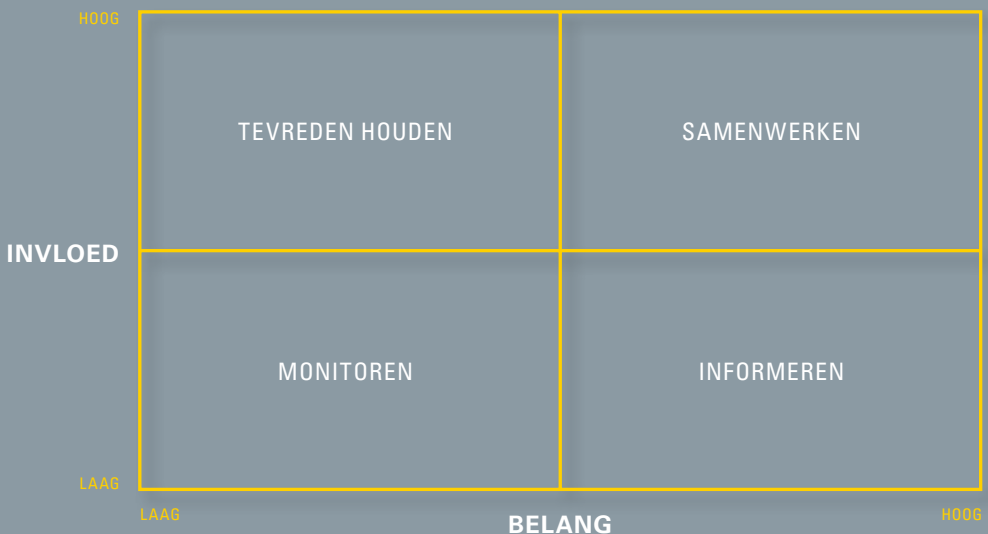 HOOG
TEVREDEN HOUDEN
SAMENWERKEN
INVLOED
MONITOREN
INFORMEREN
LAAG
LAAG
BELANG
HOOG